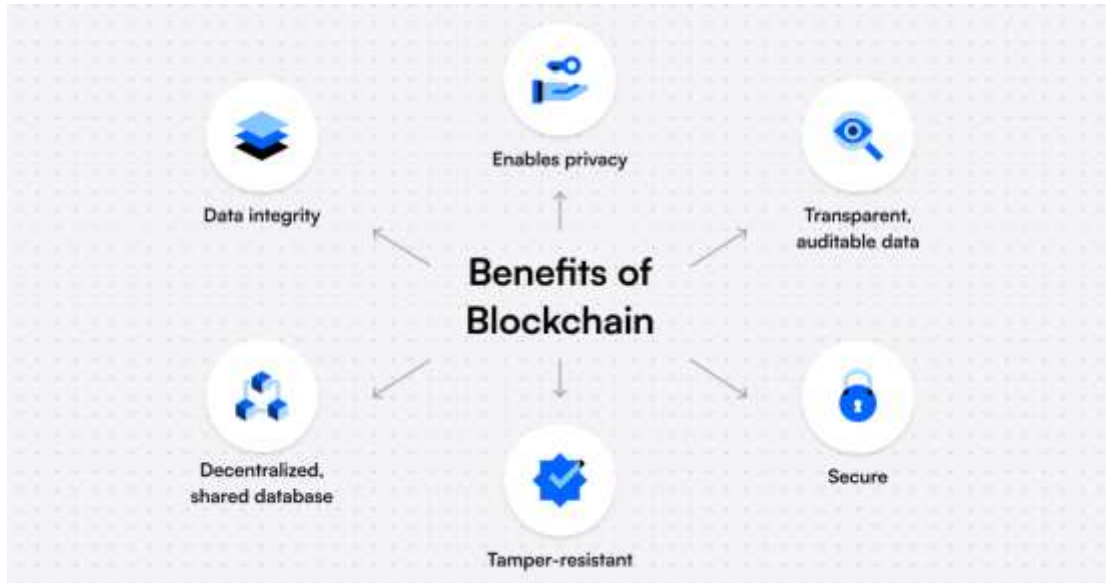 Enables privacy
Data integrity
Transparent,
auditable data
Benefits of
Blockchain
Decentralized,
shared database
Secure
Tamper-resistant